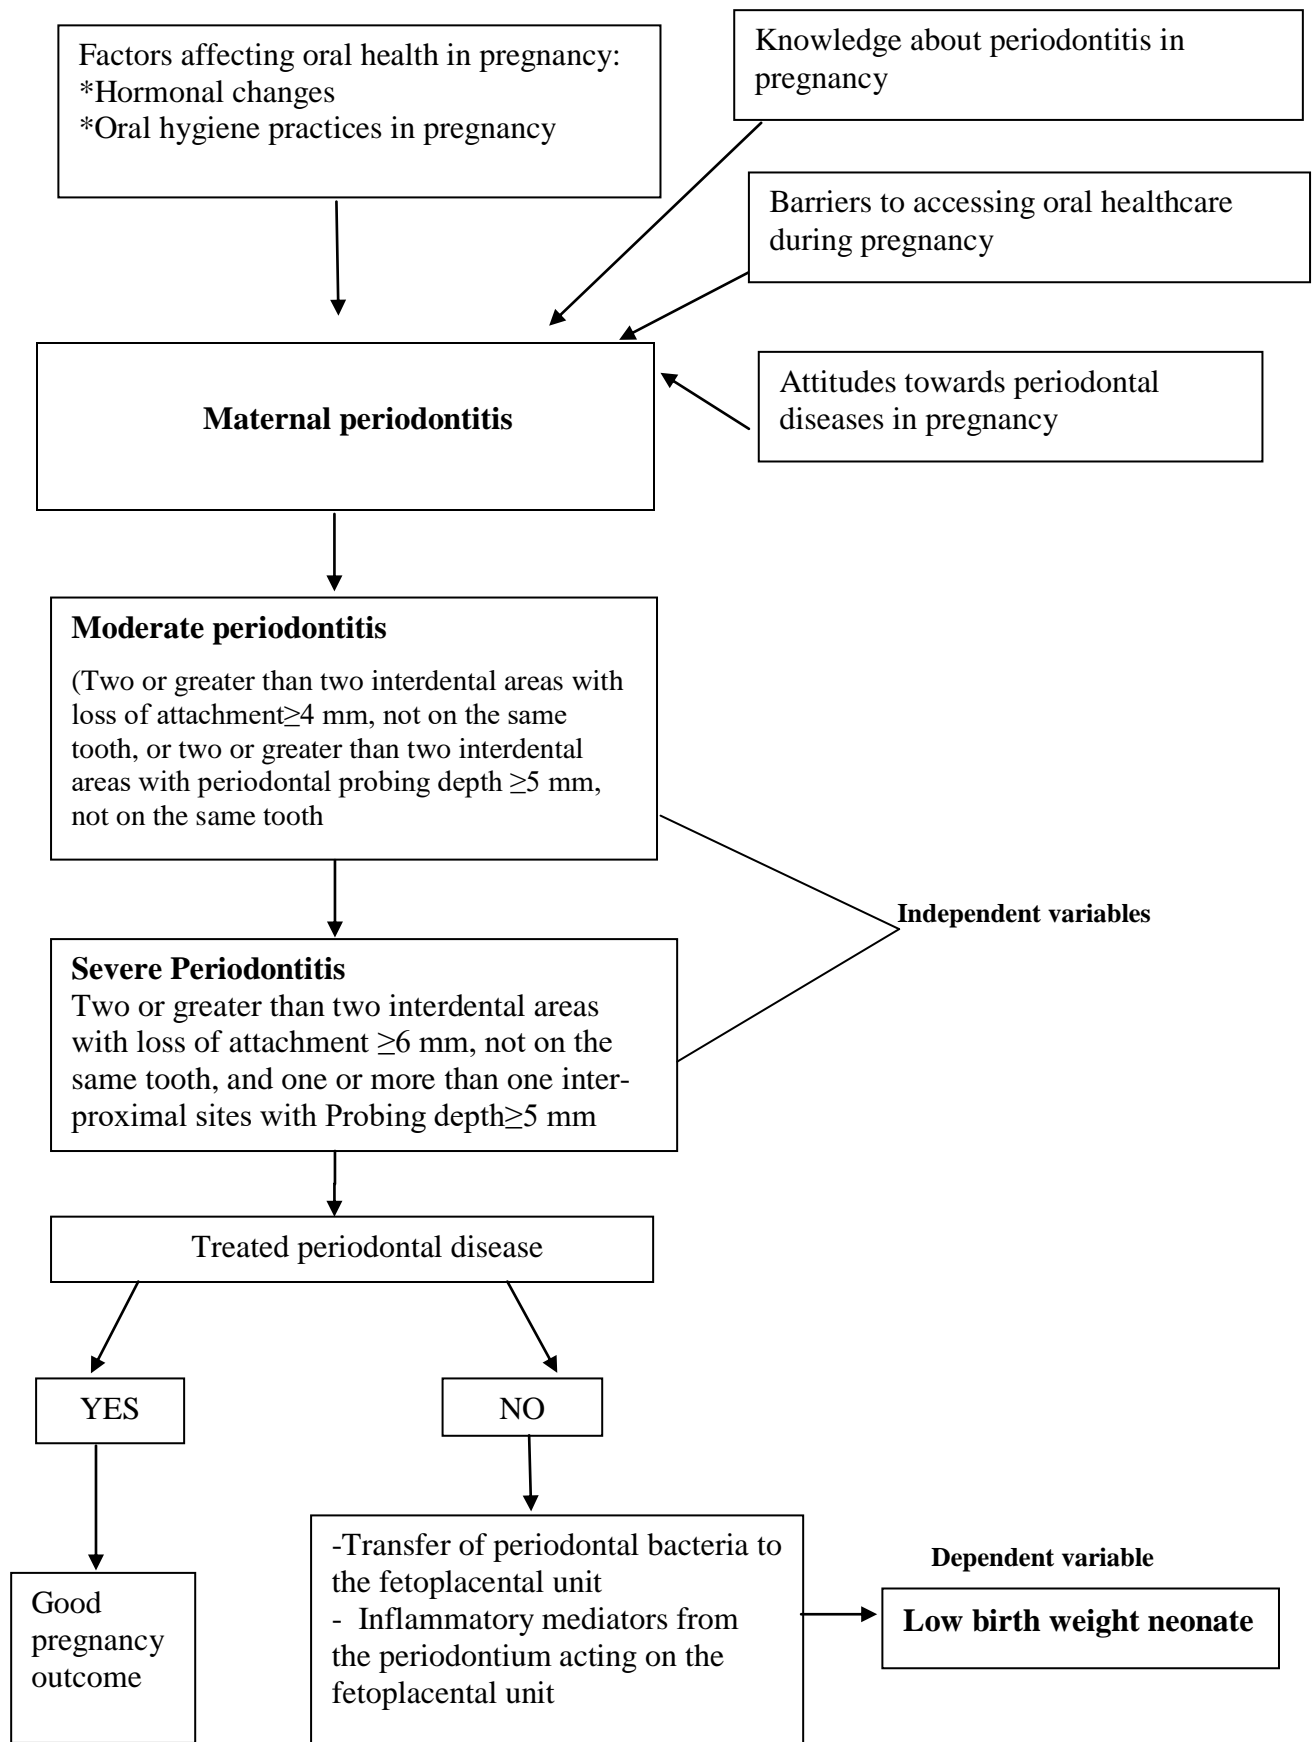 Factors affecting oral health in pregnancy:
*Hormonal changes
*Oral hygiene practices in pregnancy
Knowledge about periodontitis in
pregnancy
Barriers to accessing oral healthcare
during pregnancy
Attitudes towards periodontal
diseases in pregnancy
Maternal periodontitis
Moderate periodontitis
(Two or greater than two interdental areas with
loss of attachment≥4 mm, not on the same
tooth, or two or greater than two interdental
areas with periodontal probing depth ≥5 mm,
not on the same tooth
Independent variables
Severe Periodontitis
Two or greater than two interdental areas
with loss of attachment ≥6 mm, not on the
same tooth, and one or more than one inter-
proximal sites with Probing depth≥5 mm
Treated periodontal disease
YES
NO
Good
pregnancy
outcome
-Transfer of periodontal bacteria to
the fetoplacental unit
- Inflammatory mediators from
the periodontium acting on the
fetoplacental unit
Dependent variable
Low birth weight neonate